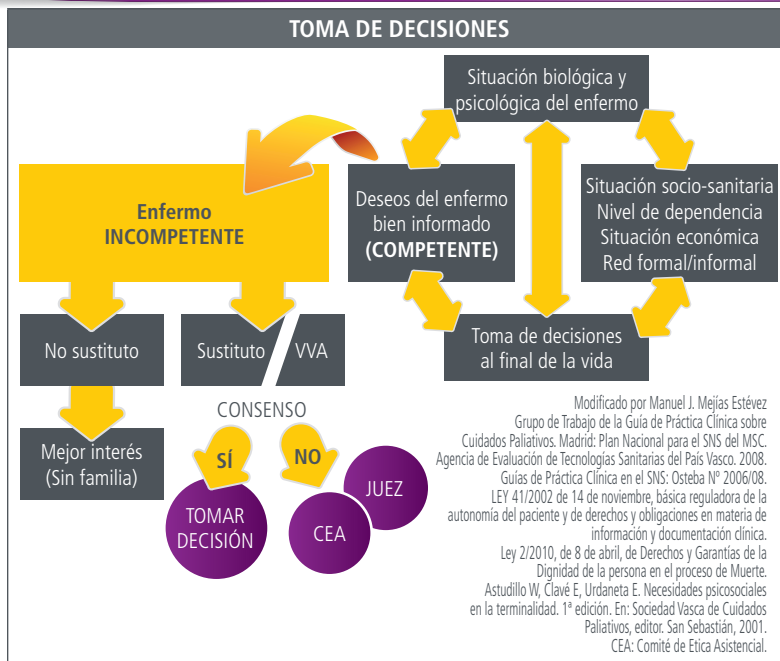 TOMA DE DECISIONES
Situación biológica y
psicológica del enfermo
Enfermo
INCOMPETENTE
Deseos del enfermo
bien informado
(COMPETENTE)
Situación socio-sanitaria
Nivel de dependencia
Situación económica
Red formal/informal
No sustituto
Sustituto
VVA
Toma de decisiones
al final de la vida
CONSENSO
Mejor interés
(Sin familia)
SÍ
NO
TOMAR
DECISIÓN
CEA
JUEZ
Modificado por Manuel J. Mejías Estévez
Grupo de Trabajo de la Guía de Práctica Clínica sobre
Cuidados Paliativos. Madrid: Plan Nacional para el SNS del MSC.
Agencia de Evaluación de Tecnologías Sanitarias del País Vasco. 2008.
Guías de Práctica Clínica en el SNS: Osteba Nº 2006/08.
LEY 41/2002 de 14 de noviembre, básica reguladora de la
autonomía del paciente y de derechos y obligaciones en materia de
información y documentación clínica.
Ley 2/2010, de 8 de abril, de Derechos y Garantías de la
Dignidad de la persona en el proceso de Muerte.
Astudillo W, Clavé E, Urdaneta E. Necesidades psicosociales
en la terminalidad. 1ª edición. En: Sociedad Vasca de Cuidados
Paliativos, editor. San Sebastián, 2001.
CEA: Comité de Etica Asistencial.